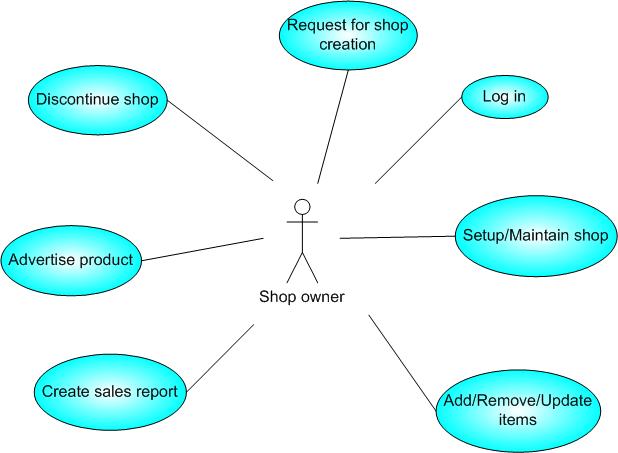 Request for shop
creation
Discontinue shop
Log in
Setup/Maintain shop
Advertise product
Shop owner
Create sales report
Add/Remove/Update
items